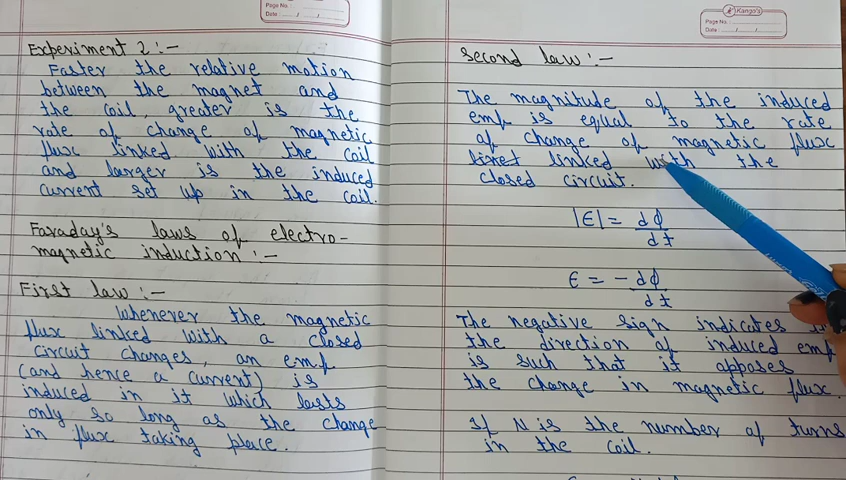 Page No.:
Date: / /
Experiment 2 :-
Faster the relative motion
between the magnet and
the coil, greater is the
rate of change of magnetic
flux linked with the coil
and larger is the induced
current set up in the coil.
Faraday's laws of electro-
magnetic induction :-
First law :-
Whenever the magnetic
flux linked with a closed
circuit changes, an emf
(and hence a current) is
induced in it which lasts
only so long as the change
in flux taking place.
Kango's
Page No.:
Date: / /
Second law :-
The magnitude of the induced
emf is equal to the rate
of change of magnetic flux
linked with the
closed circuit.
|ε| = dϕ
dt
ε = -dϕ
dt
The negative sign indicates
the direction of induced emf
is such that it opposes
the change in magnetic flux.
If N is the number of turns
in the coil.